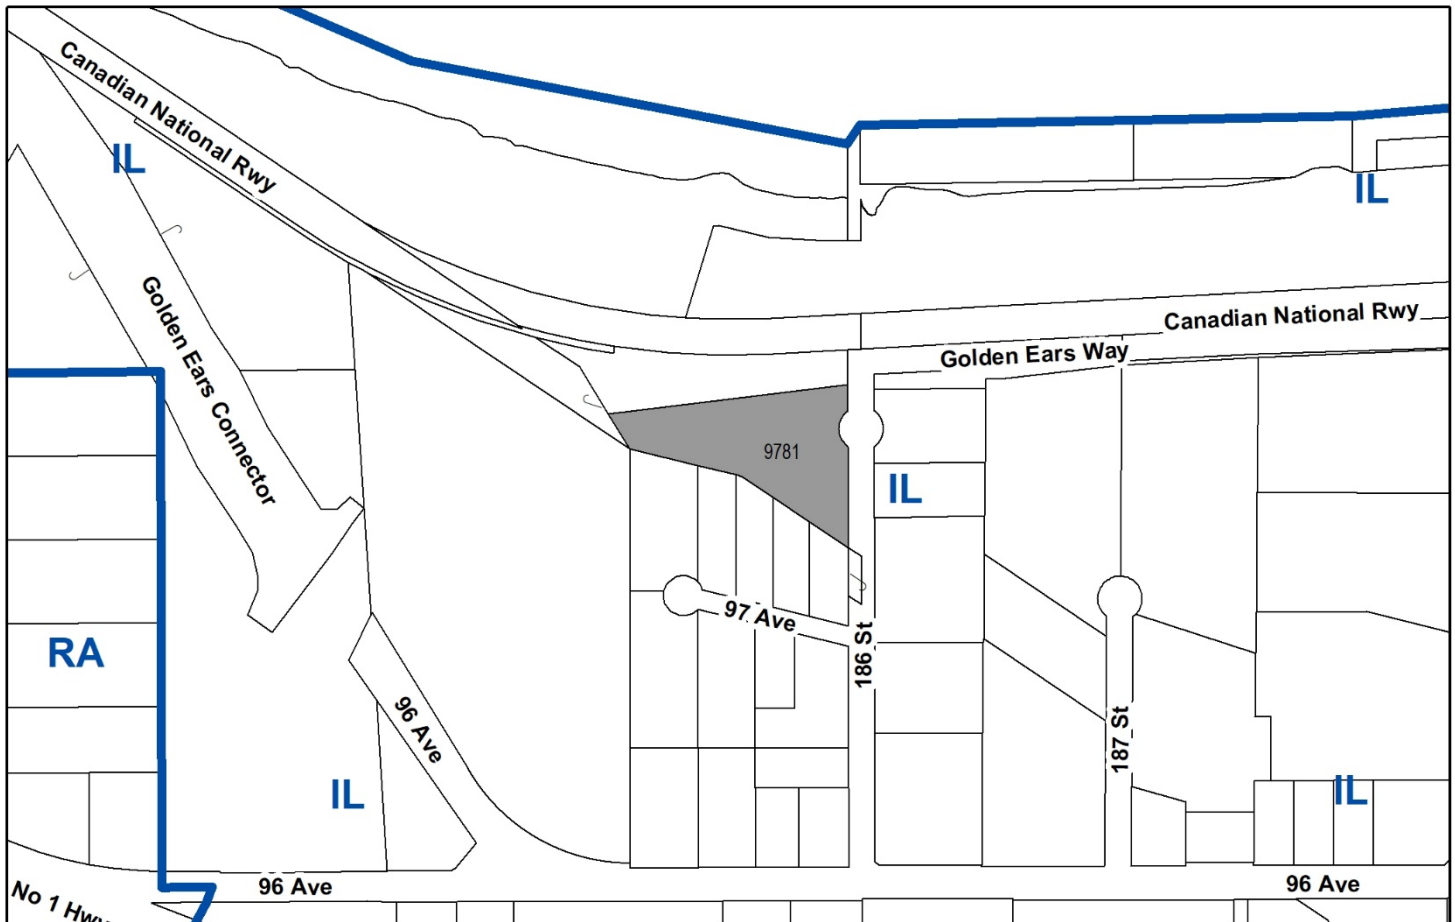 Canadian National Rwy
IL
IL
Golden Ears Connector
Canadian National Rwy
Golden Ears Way
9781
IL
97 Ave
186 St
RA
96 Ave
187 St
IL
IL
96 Ave
96 Ave
No 1 Hwy